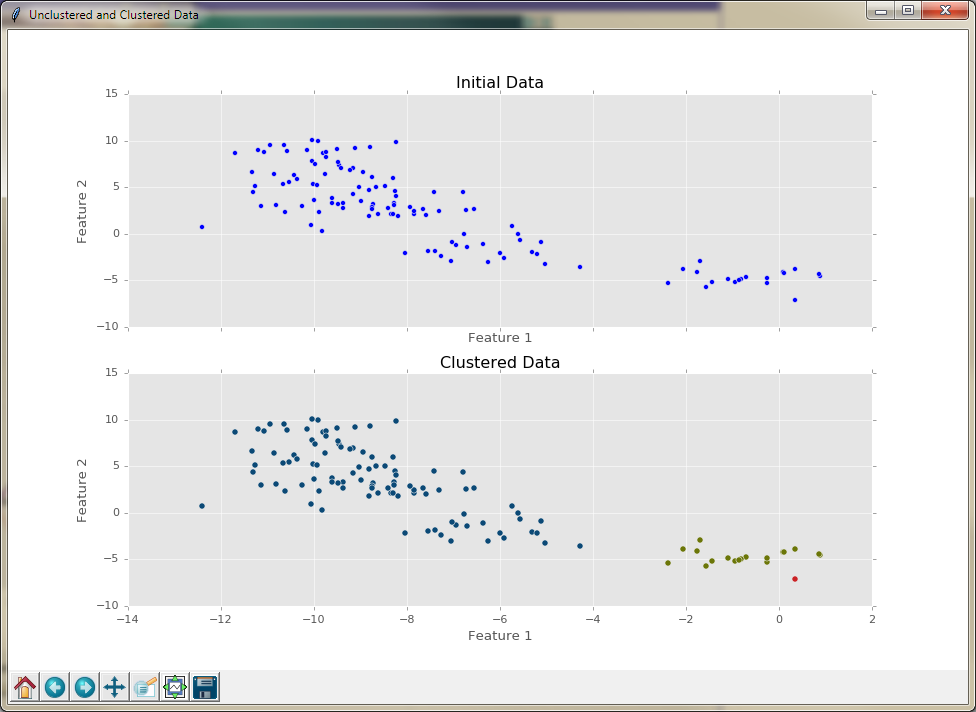 Unclustered and Clustered Data
Initial Data
15
10
5
0
−5
−10
Feature 2
Feature 1
Clustered Data
15
10
5
0
−5
−10
Feature 2
−14 −12 −10 −8 −6 −4 −2 0 2
Feature 1